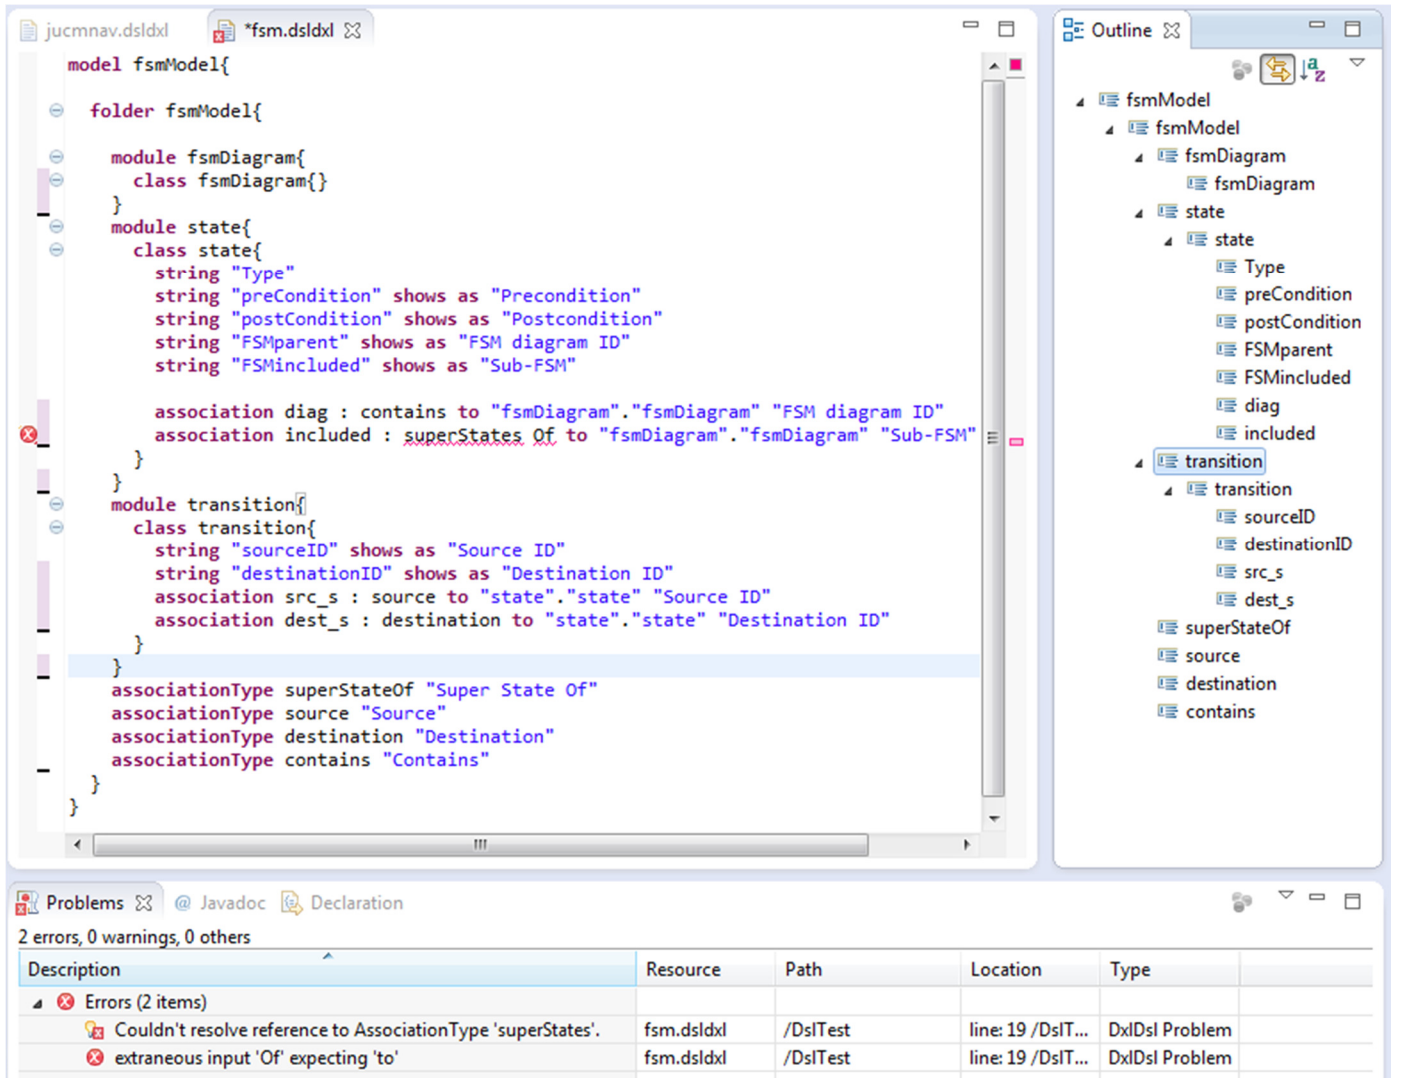 jucmnav.dsldxl
*fsm.dsldxl
model fsmModel{
folder fsmModel{
module fsmDiagram{
class fsmDiagram{}
}
module state{
class state{
string "Type"
string "preCondition" shows as "Precondition"
string "postCondition" shows as "Postcondition"
string "FSMparent" shows as "FSM diagram ID"
string "FSMincluded" shows as "Sub-FSM"
association diag : contains to "fsmDiagram"."fsmDiagram" "FSM diagram ID"
association included : superStates Of to "fsmDiagram"."fsmDiagram" "Sub-FSM"
}
}
module transition{
class transition{
string "sourceID" shows as "Source ID"
string "destinationID" shows as "Destination ID"
association src_s : source to "state"."state" "Source ID"
association dest_s : destination to "state"."state" "Destination ID"
}
}
associationType superStateOf "Super State Of"
associationType source "Source"
associationType destination "Destination"
associationType contains "Contains"
}
}
Outline
fsmModel
fsmModel
fsmDiagram
fsmDiagram
state
state
Type
preCondition
postCondition
FSMparent
FSMincluded
diag
included
transition
transition
sourceID
destinationID
src_s
dest_s
superStateOf
source
destination
contains
Problems @ Javadoc Declaration
2 errors, 0 warnings, 0 others
Description Resource Path Location Type
Errors (2 items)
Couldn't resolve reference to AssociationType 'superStates'. fsm.dsldxl /DslTest line: 19 /DslT... DxlDsl Problem
extraneous input 'Of' expecting 'to' fsm.dsldxl /DslTest line: 19 /DslT... DxlDsl Problem